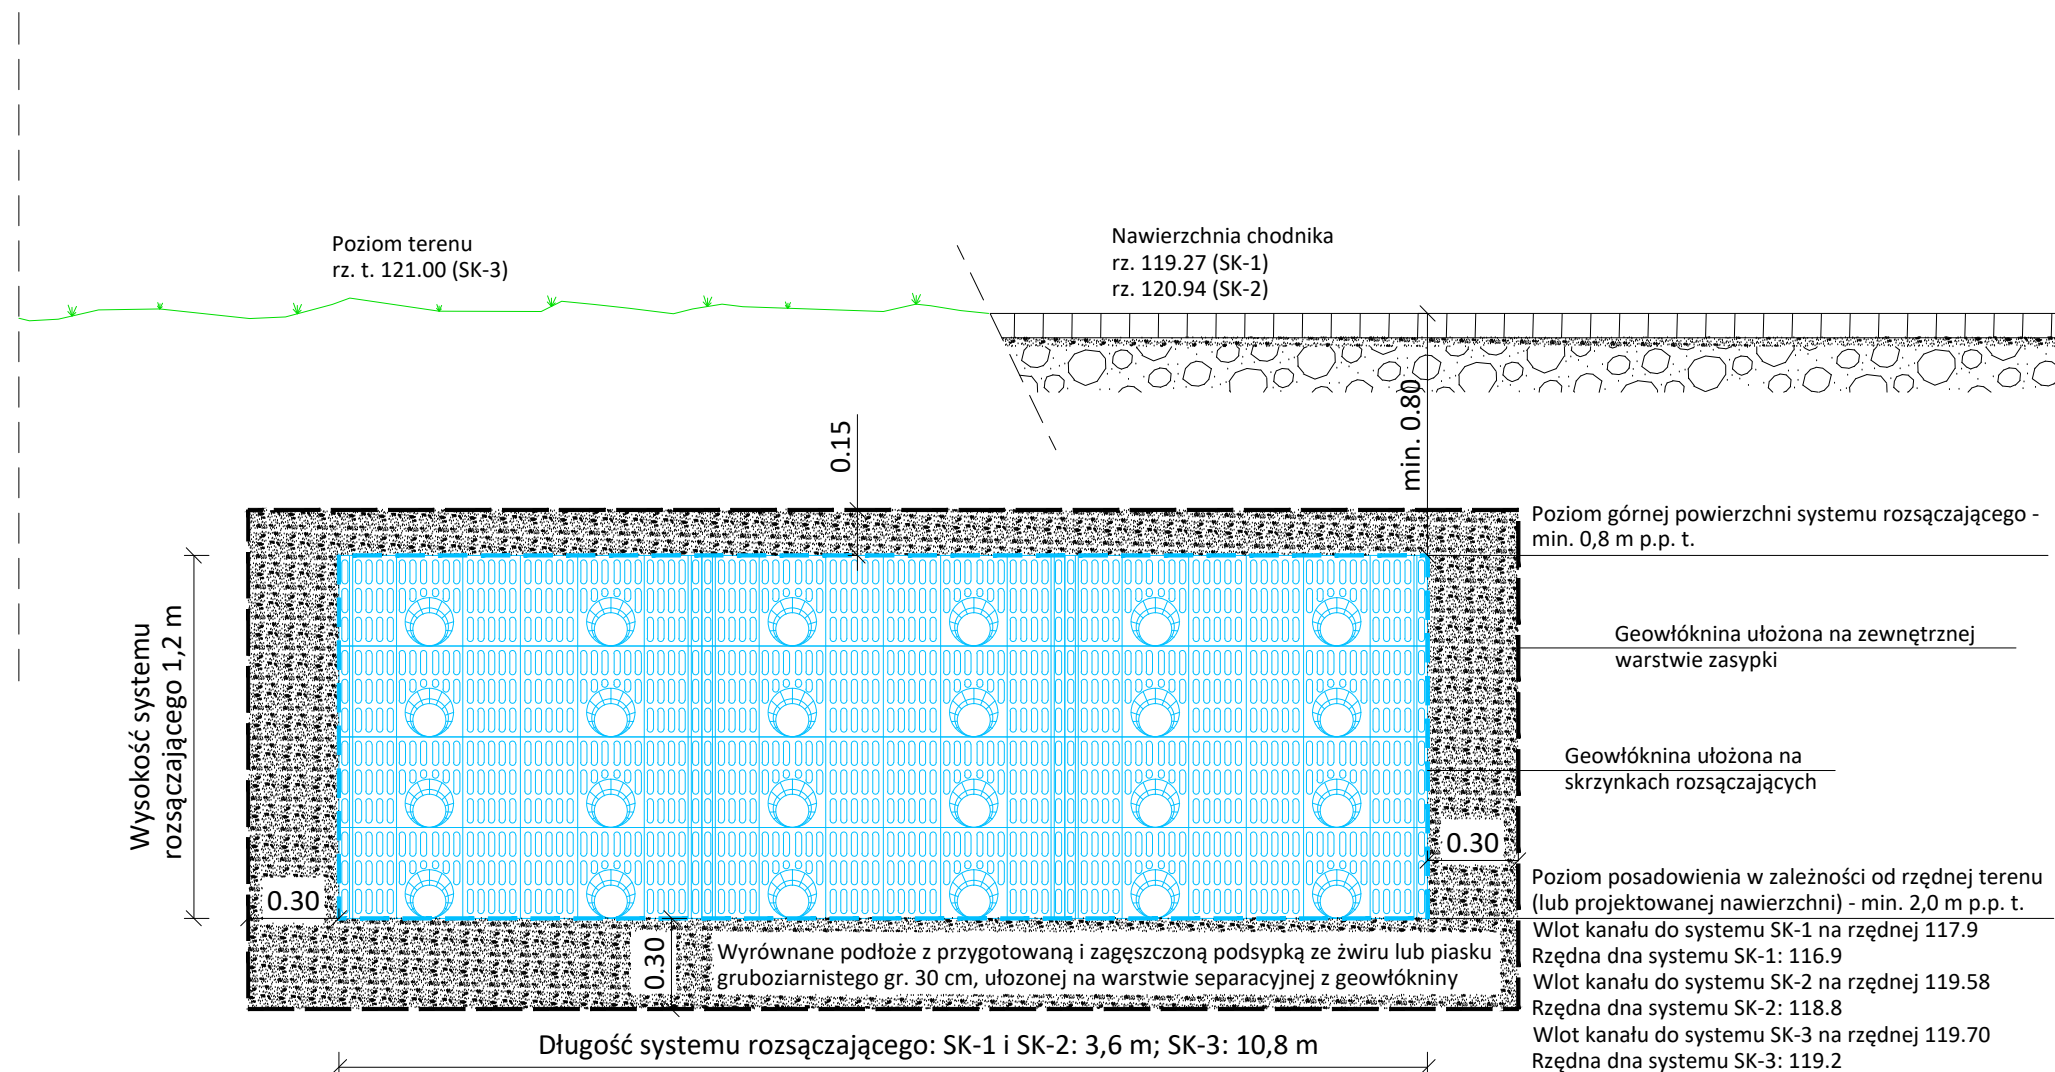 Poziom terenu
rz. t. 121.00 (SK-3)
Nawierzchnia chodnika
rz. 119.27 (SK-1)
rz. 120.94 (SK-2)
0.15
min. 0.80
Poziom górnej powierzchni systemu rozsączającego -
min. 0,8 m p.p. t.
Geowłóknina ułożona na zewnętrznej
warstwie zasypki
Wysokość systemu
rozsączającego 1,2 m
Geowłóknina ułożona na
skrzynkach rozsączających
0.30
0.30
Poziom posadowienia w zależności od rzędnej terenu
(lub projektowanej nawierzchni) - min. 2,0 m p.p. t.
Wlot kanału do systemu SK-1 na rzędnej 117.9
Rzędna dna systemu SK-1: 116.9
Wlot kanału do systemu SK-2 na rzędnej 119.58
Rzędna dna systemu SK-2: 118.8
Wlot kanału do systemu SK-3 na rzędnej 119.70
Rzędna dna systemu SK-3: 119.2
0.30
Wyrównane podłoże z przygotowaną i zagęszczoną podsypką ze żwiru lub piasku
gruboziarnistego gr. 30 cm, ułozonej na warstwie separacyjnej z geowłókniny
Długość systemu rozsączającego: SK-1 i SK-2: 3,6 m; SK-3: 10,8 m